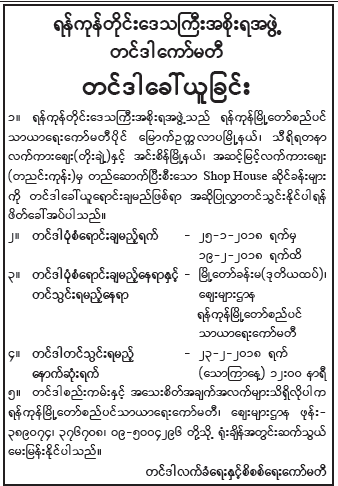 ရန်ကုန်တိုင်းဒေသကြီးအစိုးရအဖွဲ့
တင်ဒါကော်မတီ
တင်ဒါခေါ်ယူခြင်း
၁။ ရန်ကုန်တိုင်းဒေသကြီးအစိုးရအဖွဲ့သည် ရန်ကုန်မြို့တော်စည်ပင်
သာယာရေးကော်မတီပိုင် မြောက်ဥက္ကလာပမြို့နယ်၊ သီရိရတနာ
လက်ကားဈေး(တိုးချဲ့)နှင့် အင်းစိန်မြို့နယ်၊ အဆင့်မြင့်လက်ကားဈေး
(တညင်းကုန်း)မှ တည်ဆောက်ပြီးစီးသော Shop House ဆိုင်ခန်းများ
ကို တင်ဒါခေါ်ယူရောင်းချမည်ဖြစ်ရာ အဆိုပြုလွှာတင်သွင်းနိုင်ပါရန်
ဖိတ်ခေါ်အပ်ပါသည်။
၂။ တင်ဒါပုံစံရောင်းချမည့်ရက် - ၂၅-၁-၂၀၁၈ ရက်မှ
၁၉-၂-၂၀၁၈ ရက်ထိ
၃။ တင်ဒါပုံစံရောင်းချမည့်နေရာနှင့် - မြို့တော်ခန်းမ(ဒုတိယထပ်)၊
တင်သွင်းရမည့်နေရာ ဈေးများဌာန
ရန်ကုန်မြို့တော်စည်ပင်
သာယာရေးကော်မတီ
၄။ တင်ဒါတင်သွင်းရမည့် - ၂၃-၂-၂၀၁၈ ရက်
နောက်ဆုံးရက် (သောကြာနေ့) ၁၂းဝဝ နာရီ
၅။ တင်ဒါစည်းကမ်းနှင့် အသေးစိတ်အချက်အလက်များသိရှိလိုပါက
ရန်ကုန်မြို့တော်စည်ပင်သာယာရေးကော်မတီ၊ ဈေးများဌာန ဖုန်း-
၃၈၉၀၇၄၊ ၃၇၆၇၀၈၊ ၀၉-၅၀၀၄၂၉၆ တို့သို့ ရုံးချိန်အတွင်းဆက်သွယ်
မေးမြန်းနိုင်ပါသည်။
တင်ဒါလက်ခံရေးနှင့်စိစစ်ရေးကော်မတီ